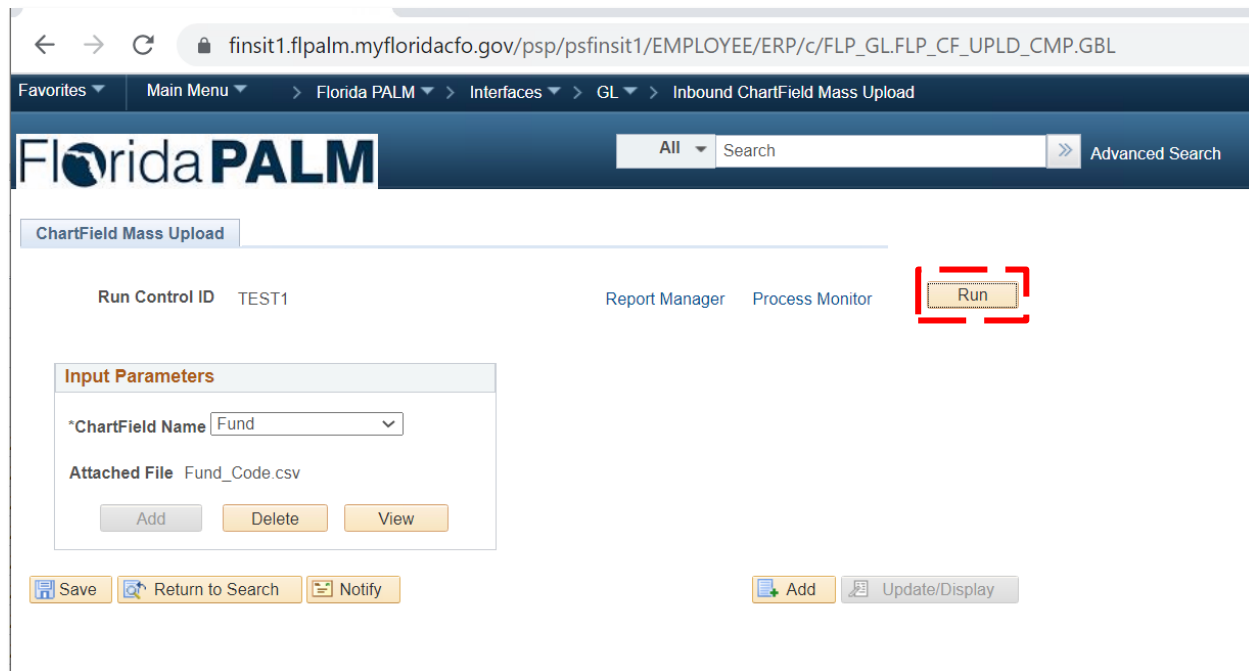 finsit1.flpalm.myfloridacfo.gov/psp/psfinsit1/EMPLOYEE/ERP/c/FLP_GL.FLP_CF_UPLD_CMP.GBL
Favorites Main Menu > Florida PALM > Interfaces > GL > Inbound ChartField Mass Upload
Florida PALM All Search » Advanced Search
ChartField Mass Upload
Run Control ID TEST1 Report Manager Process Monitor Run
Input Parameters
*ChartField Name Fund
Attached File Fund_Code.csv
Add Delete View
Save Return to Search Notify Add Update/Display